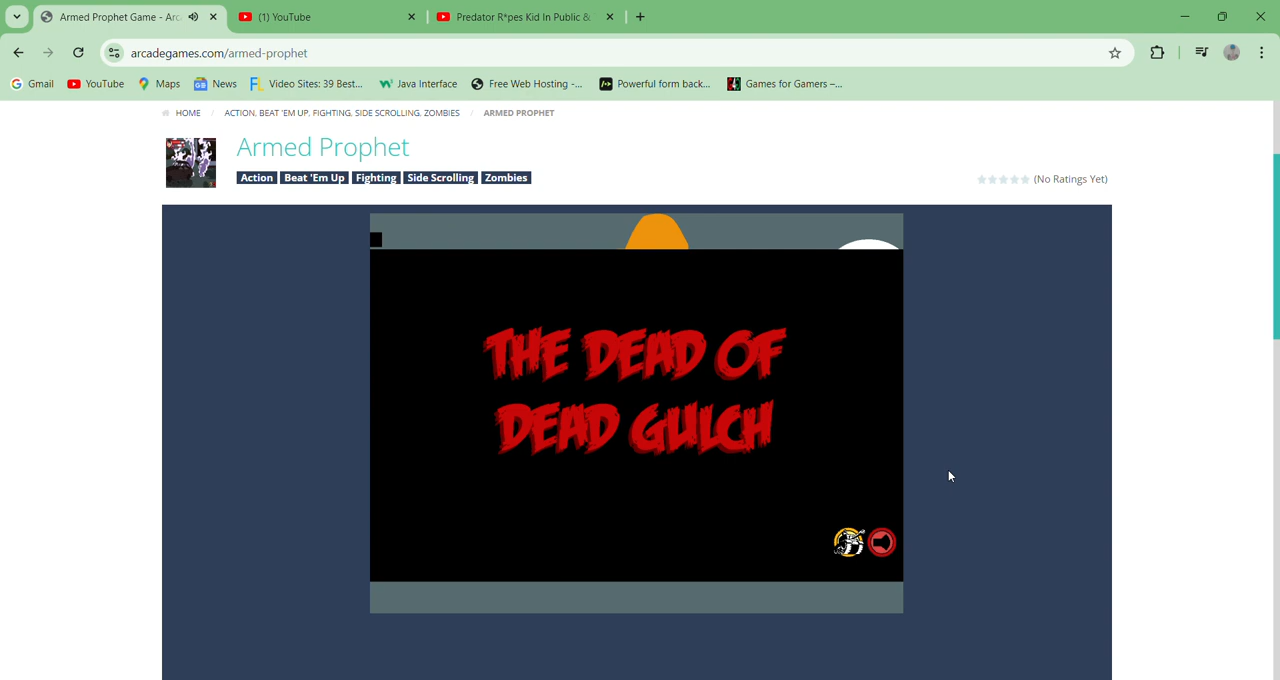 Armed Prophet Game - Arc
(1) YouTube
Predator R*pes Kid In Public &
arcadegames.com/armed-prophet
Gmail
YouTube
Maps
News
Video Sites: 39 Best...
Java Interface
Free Web Hosting -...
Powerful form back...
Games for Gamers –...
HOME / ACTION, BEAT 'EM UP, FIGHTING, SIDE SCROLLING, ZOMBIES / ARMED PROPHET
Armed Prophet
Action Beat 'Em Up Fighting Side Scrolling Zombies
(No Ratings Yet)
THE DEAD OF
DEAD GULCH